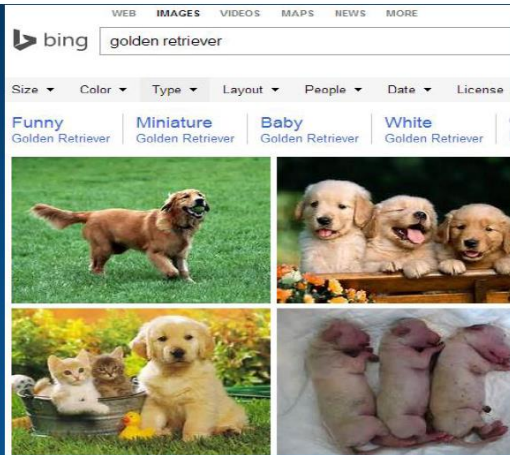 WEB IMAGES VIDEOS MAPS NEWS MORE
bing golden retriever
Size Color Type Layout People Date License
Funny Miniature Baby White
Golden Retriever Golden Retriever Golden Retriever Golden Retriever